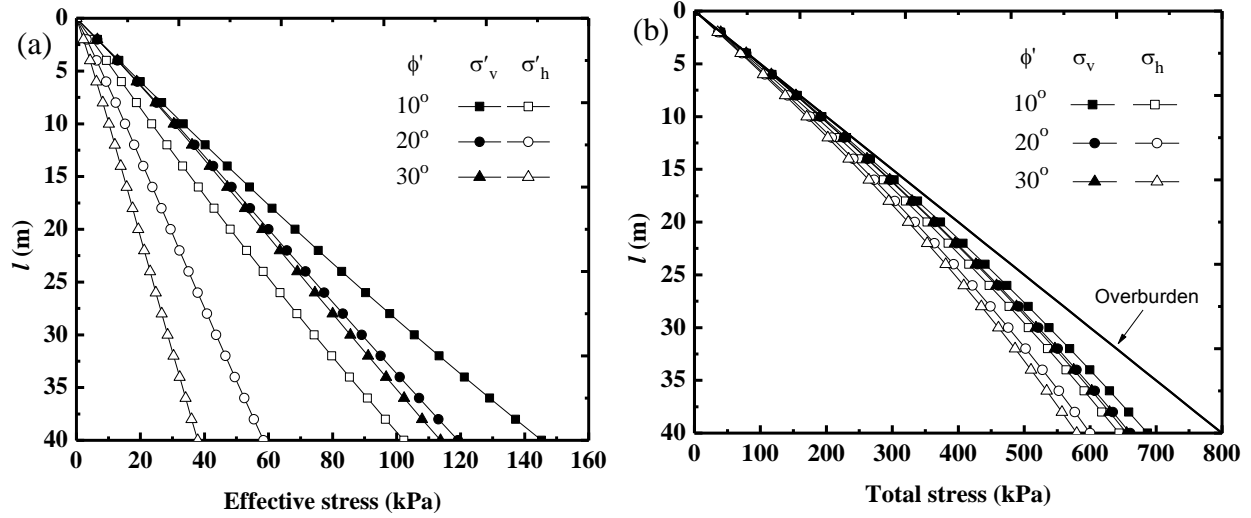 (a)
ϕ' σ'v σ'h
10o
20o
30o
0
5
10
15
20
25
30
35
40
l (m)
0 20 40 60 80 100 120 140 160
Effective stress (kPa)
(b)
ϕ' σv σh
10o
20o
30o
Overburden
0
5
10
15
20
25
30
35
40
l (m)
0 100 200 300 400 500 600 700 800
Total stress (kPa)